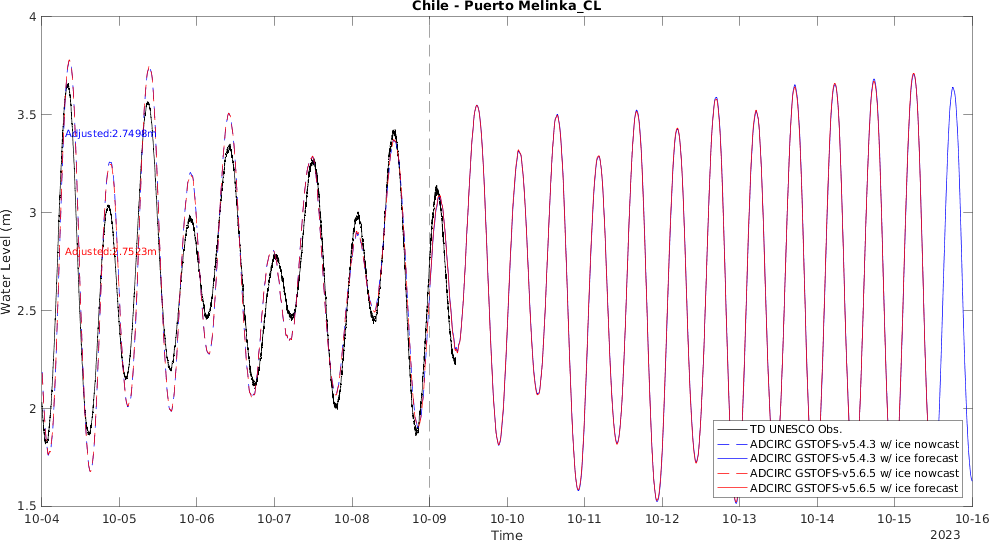 Chile - Puerto Melinka_CL
4
3.5
3
2.5
2
1.5
Water Level (m)
Adjusted:2.7498m
Adjusted:2.7523m
TD UNESCO Obs.
ADCIRC GSTOFS-v5.4.3 w/ ice nowcast
ADCIRC GSTOFS-v5.4.3 w/ ice forecast
ADCIRC GSTOFS-v5.6.5 w/ ice nowcast
ADCIRC GSTOFS-v5.6.5 w/ ice forecast
10-04 10-05 10-06 10-07 10-08 10-09 10-10 10-11 10-12 10-13 10-14 10-15 10-16
Time
2023